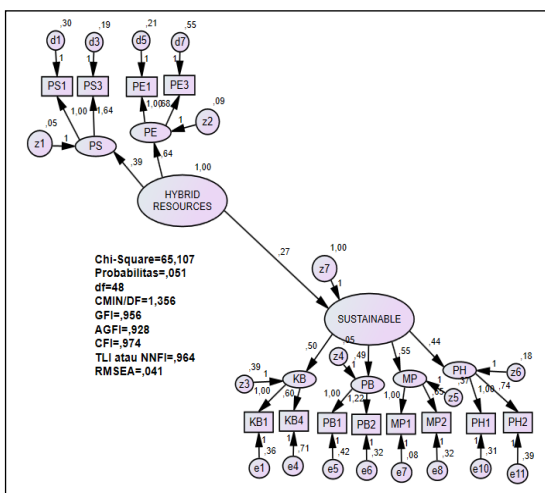 ,30 ,19 ,21 ,55
d1 d3 d5 d7
1 1 1 1
PS1 PS3 PE1 PE3
1,00 1,64 1,00 ,68
,05 ,09
z1 1 PS PE 1 z2
,39 ,64
1,00
HYBRID
RESOURCES
,27
1,00
z7
1
SUSTAINABLE
Chi-Square=65,107
Probabilitas=,051
df=48
CMIN/DF=1,356
GFI=,956
AGFI=,928
CFI=,974
TLI atau NNFI=,964
RMSEA=,041
,50 ,49 ,55 ,44
,39 ,05 ,37 ,18
z3 1 KB z4 1 PB MP 1 z5 PH 1 z6
1,00 ,60 1,00 1,22 1,00 ,65 1,00 ,74
KB1 KB4 PB1 PB2 MP1 MP2 PH1 PH2
1 1 1 1 1 1 1 1
,36 ,71 ,42 ,32 ,08 ,32 ,31 ,39
e1 e4 e5 e6 e7 e8 e10 e11